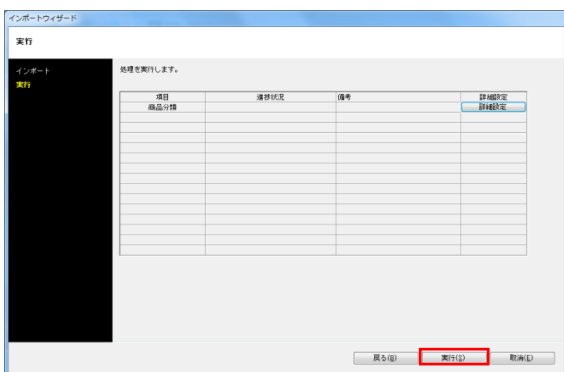 インポートウィザード
実行
インポート
実行
処理を実行します。
項目 進捗状況 備考 詳細設定
商品分類 詳細設定
戻る(B) 実行(S) 取消(E)